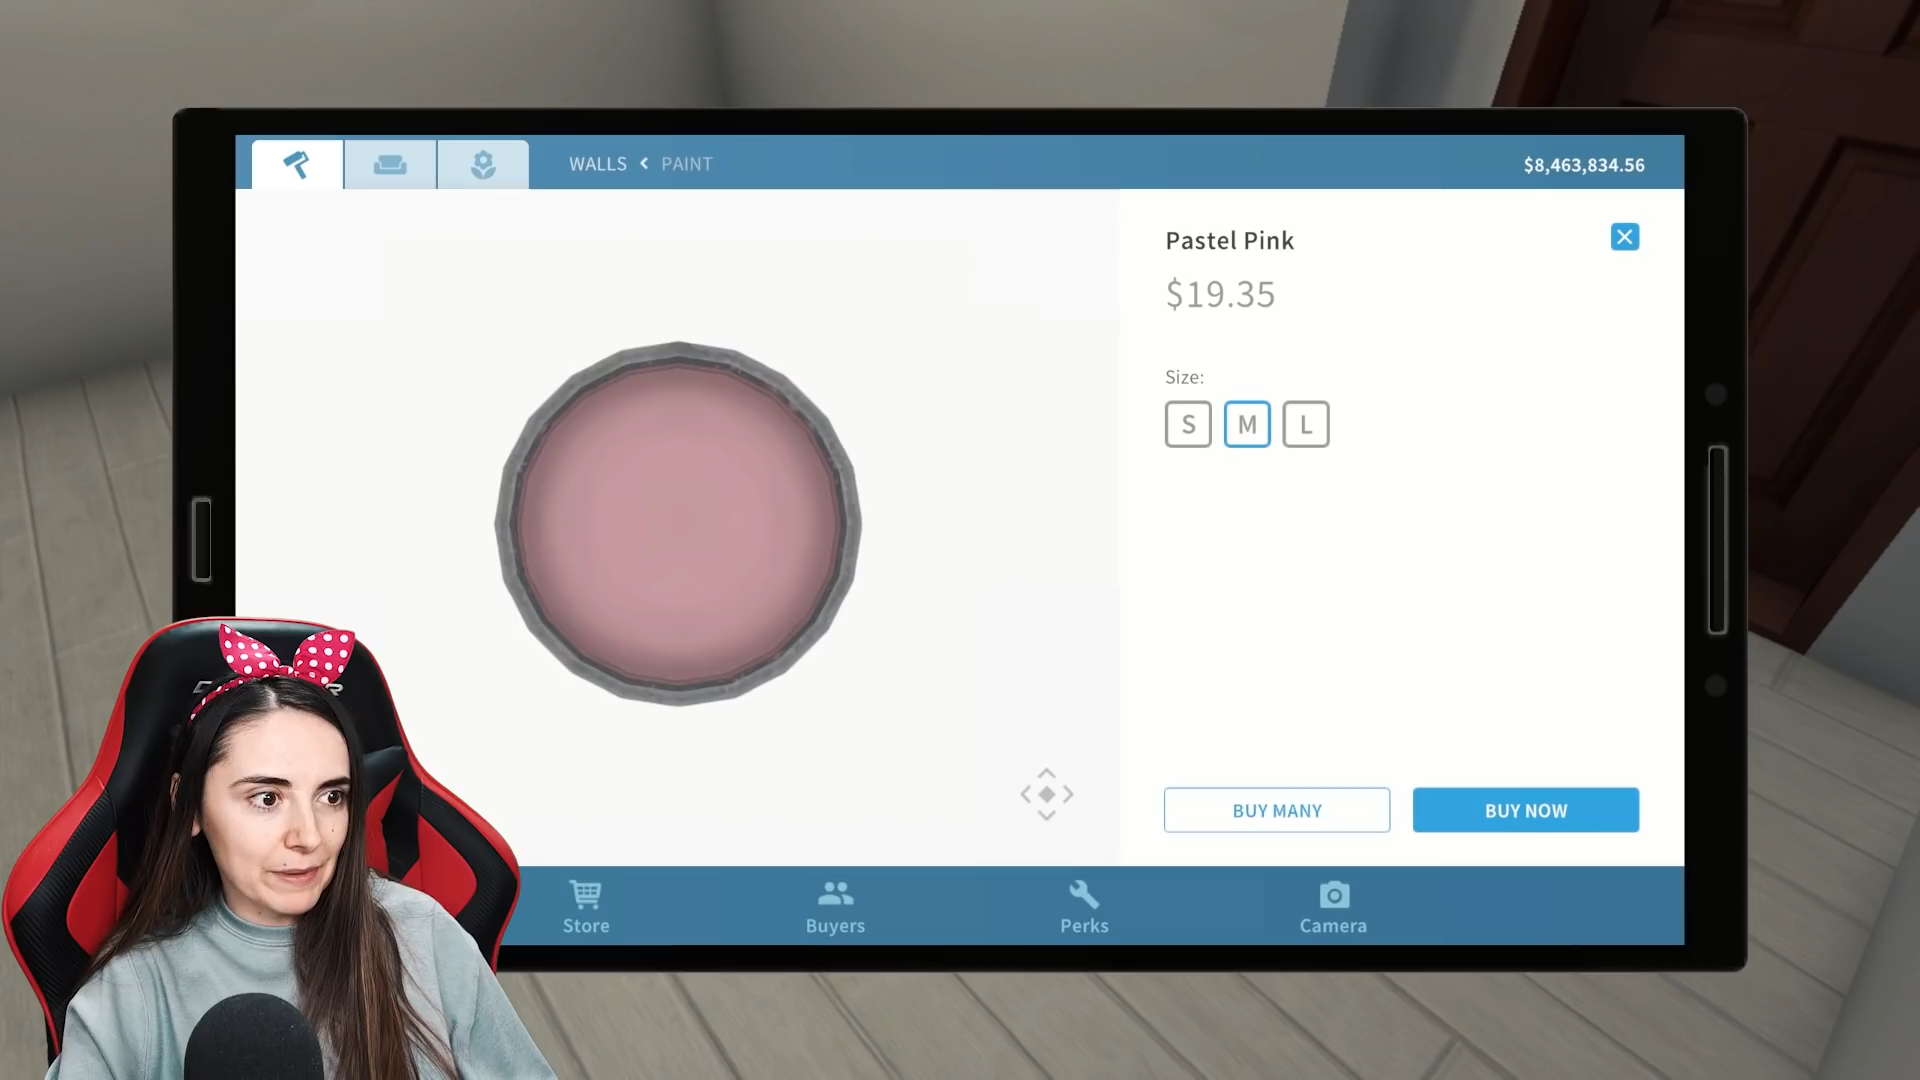 WALLS < PAINT
$8,463,834.56
Pastel Pink
$19.35
Size:
S M L
BUY MANY
BUY NOW
Store
Buyers
Perks
Camera